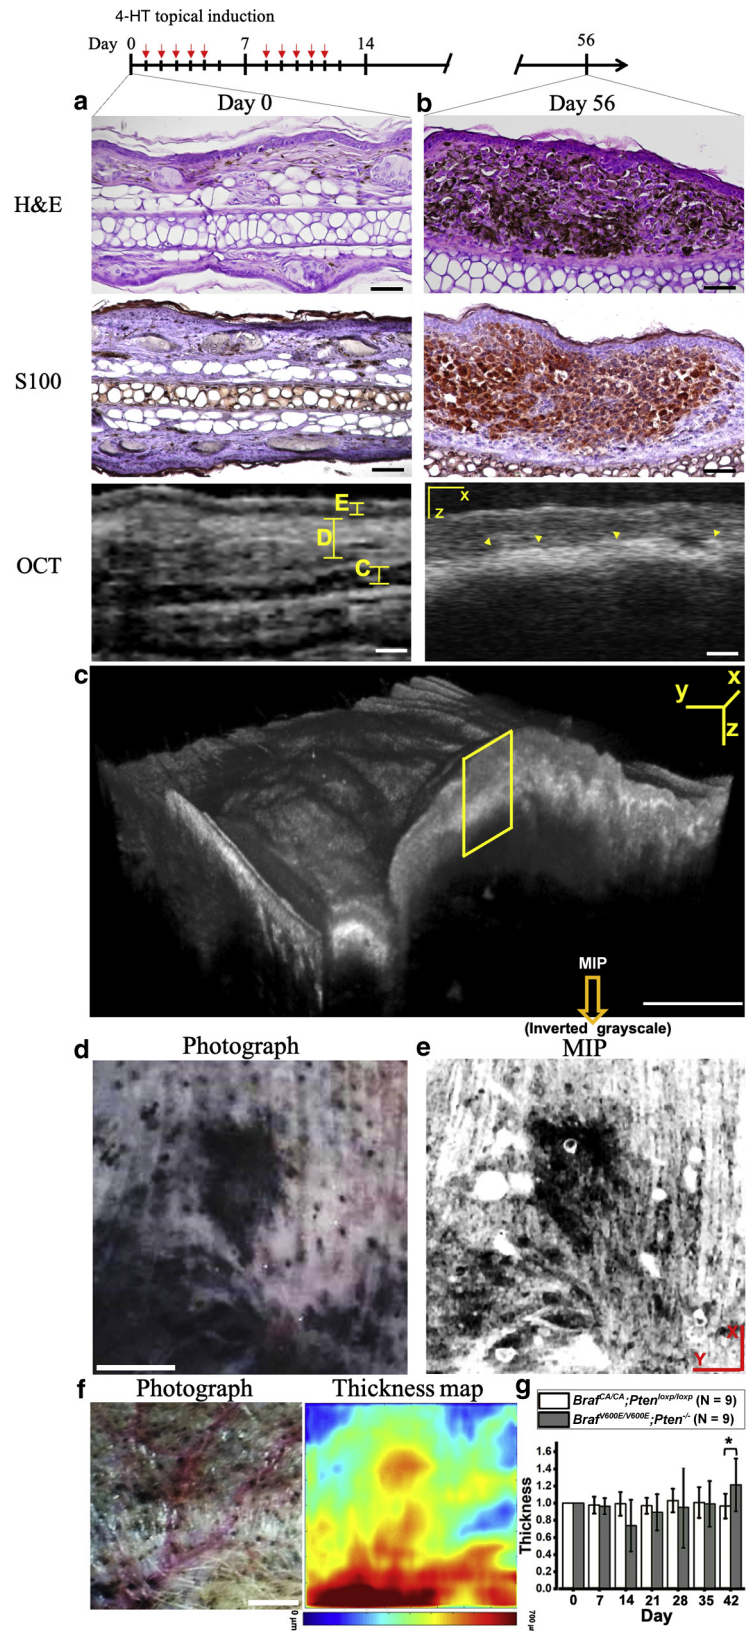 4-HT topical induction
Day 0 7 14 56
a Day 0
b Day 56
H&E
S100
OCT
E
D
C
x
z
c
x
y
z
MIP
(Inverted grayscale)
d Photograph
e MIP
X
Y
f Photograph
Thickness map
0 µm
700 µm
g
Braf^CA/CA;Pten^loxp/loxp (N = 9)
Braf^V600E/V600E;Pten^-/- (N = 9)
*
Thickness
1.6
1.4
1.2
1.0
0.8
0.6
0.4
0.2
0.0
0 7 14 21 28 35 42
Day